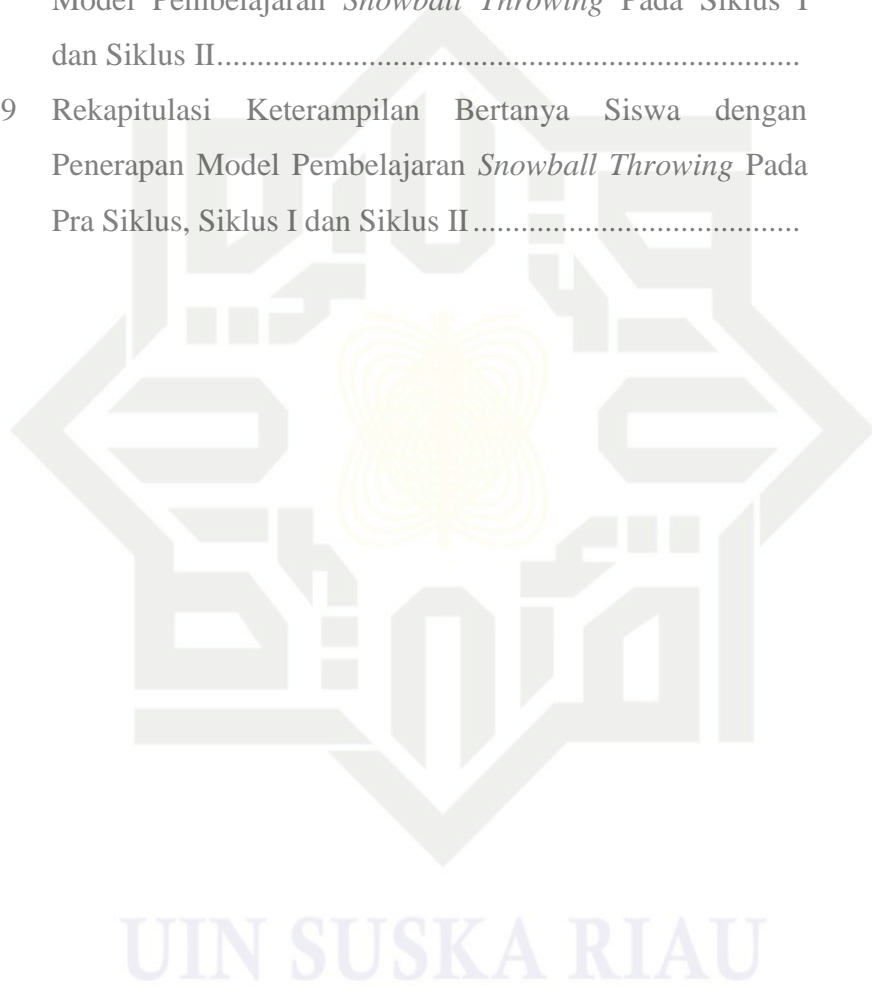 Model Pembelajaran Snowball Throwing Pada Siklus I
dan Siklus II........................................................................
9 Rekapitulasi Keterampilan Bertanya Siswa dengan
Penerapan Model Pembelajaran Snowball Throwing Pada
Pra Siklus, Siklus I dan Siklus II.........................................
UIN SUSKA RIAU